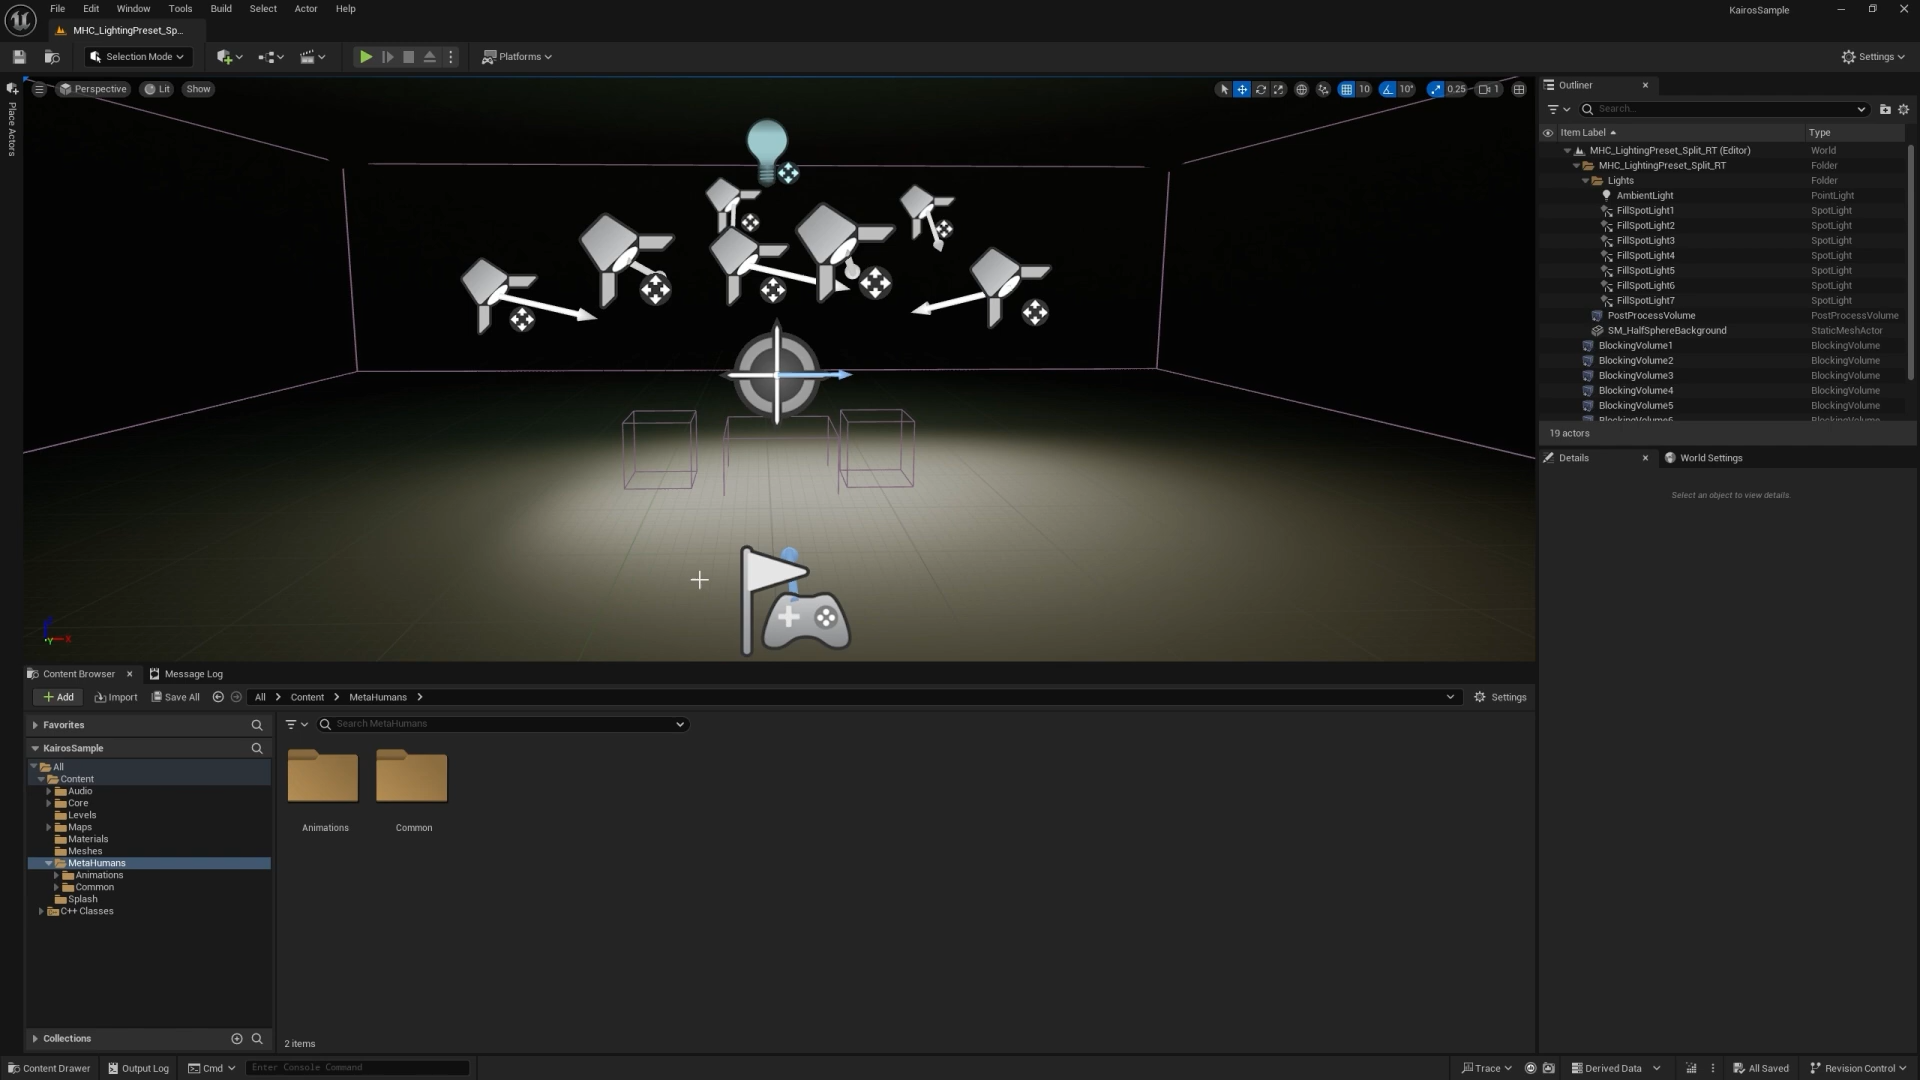 File Edit Window Tools Build Select Actor Help
KairosSample
MHC_LightingPreset_Sp...
Selection Mode
Platforms
Settings
Place Actors
Perspective Lit Show
10 10° 0.25 1
Outliner
Search...
Item Label Type
MHC_LightingPreset_Split_RT (Editor) World
MHC_LightingPreset_Split_RT Folder
Lights Folder
AmbientLight PointLight
FillSpotLight1 SpotLight
FillSpotLight2 SpotLight
FillSpotLight3 SpotLight
FillSpotLight4 SpotLight
FillSpotLight5 SpotLight
FillSpotLight6 SpotLight
FillSpotLight7 SpotLight
PostProcessVolume PostProcessVolume
SM_HalfSphereBackground StaticMeshActor
BlockingVolume1 BlockingVolume
BlockingVolume2 BlockingVolume
BlockingVolume3 BlockingVolume
BlockingVolume4 BlockingVolume
BlockingVolume5 BlockingVolume
19 actors
Details World Settings
Select an object to view details.
Y X
Content Browser Message Log
Add Import Save All All Content MetaHumans Settings
Favorites
Search MetaHumans
KairosSample
All
Content
Audio
Core
Levels
Maps
Materials
Meshes
MetaHumans
Animations
Common
Splash
C++ Classes
Animations Common
Collections
2 items
Content Drawer Output Log Cmd Enter Console Command Trace Derived Data All Saved Revision Control